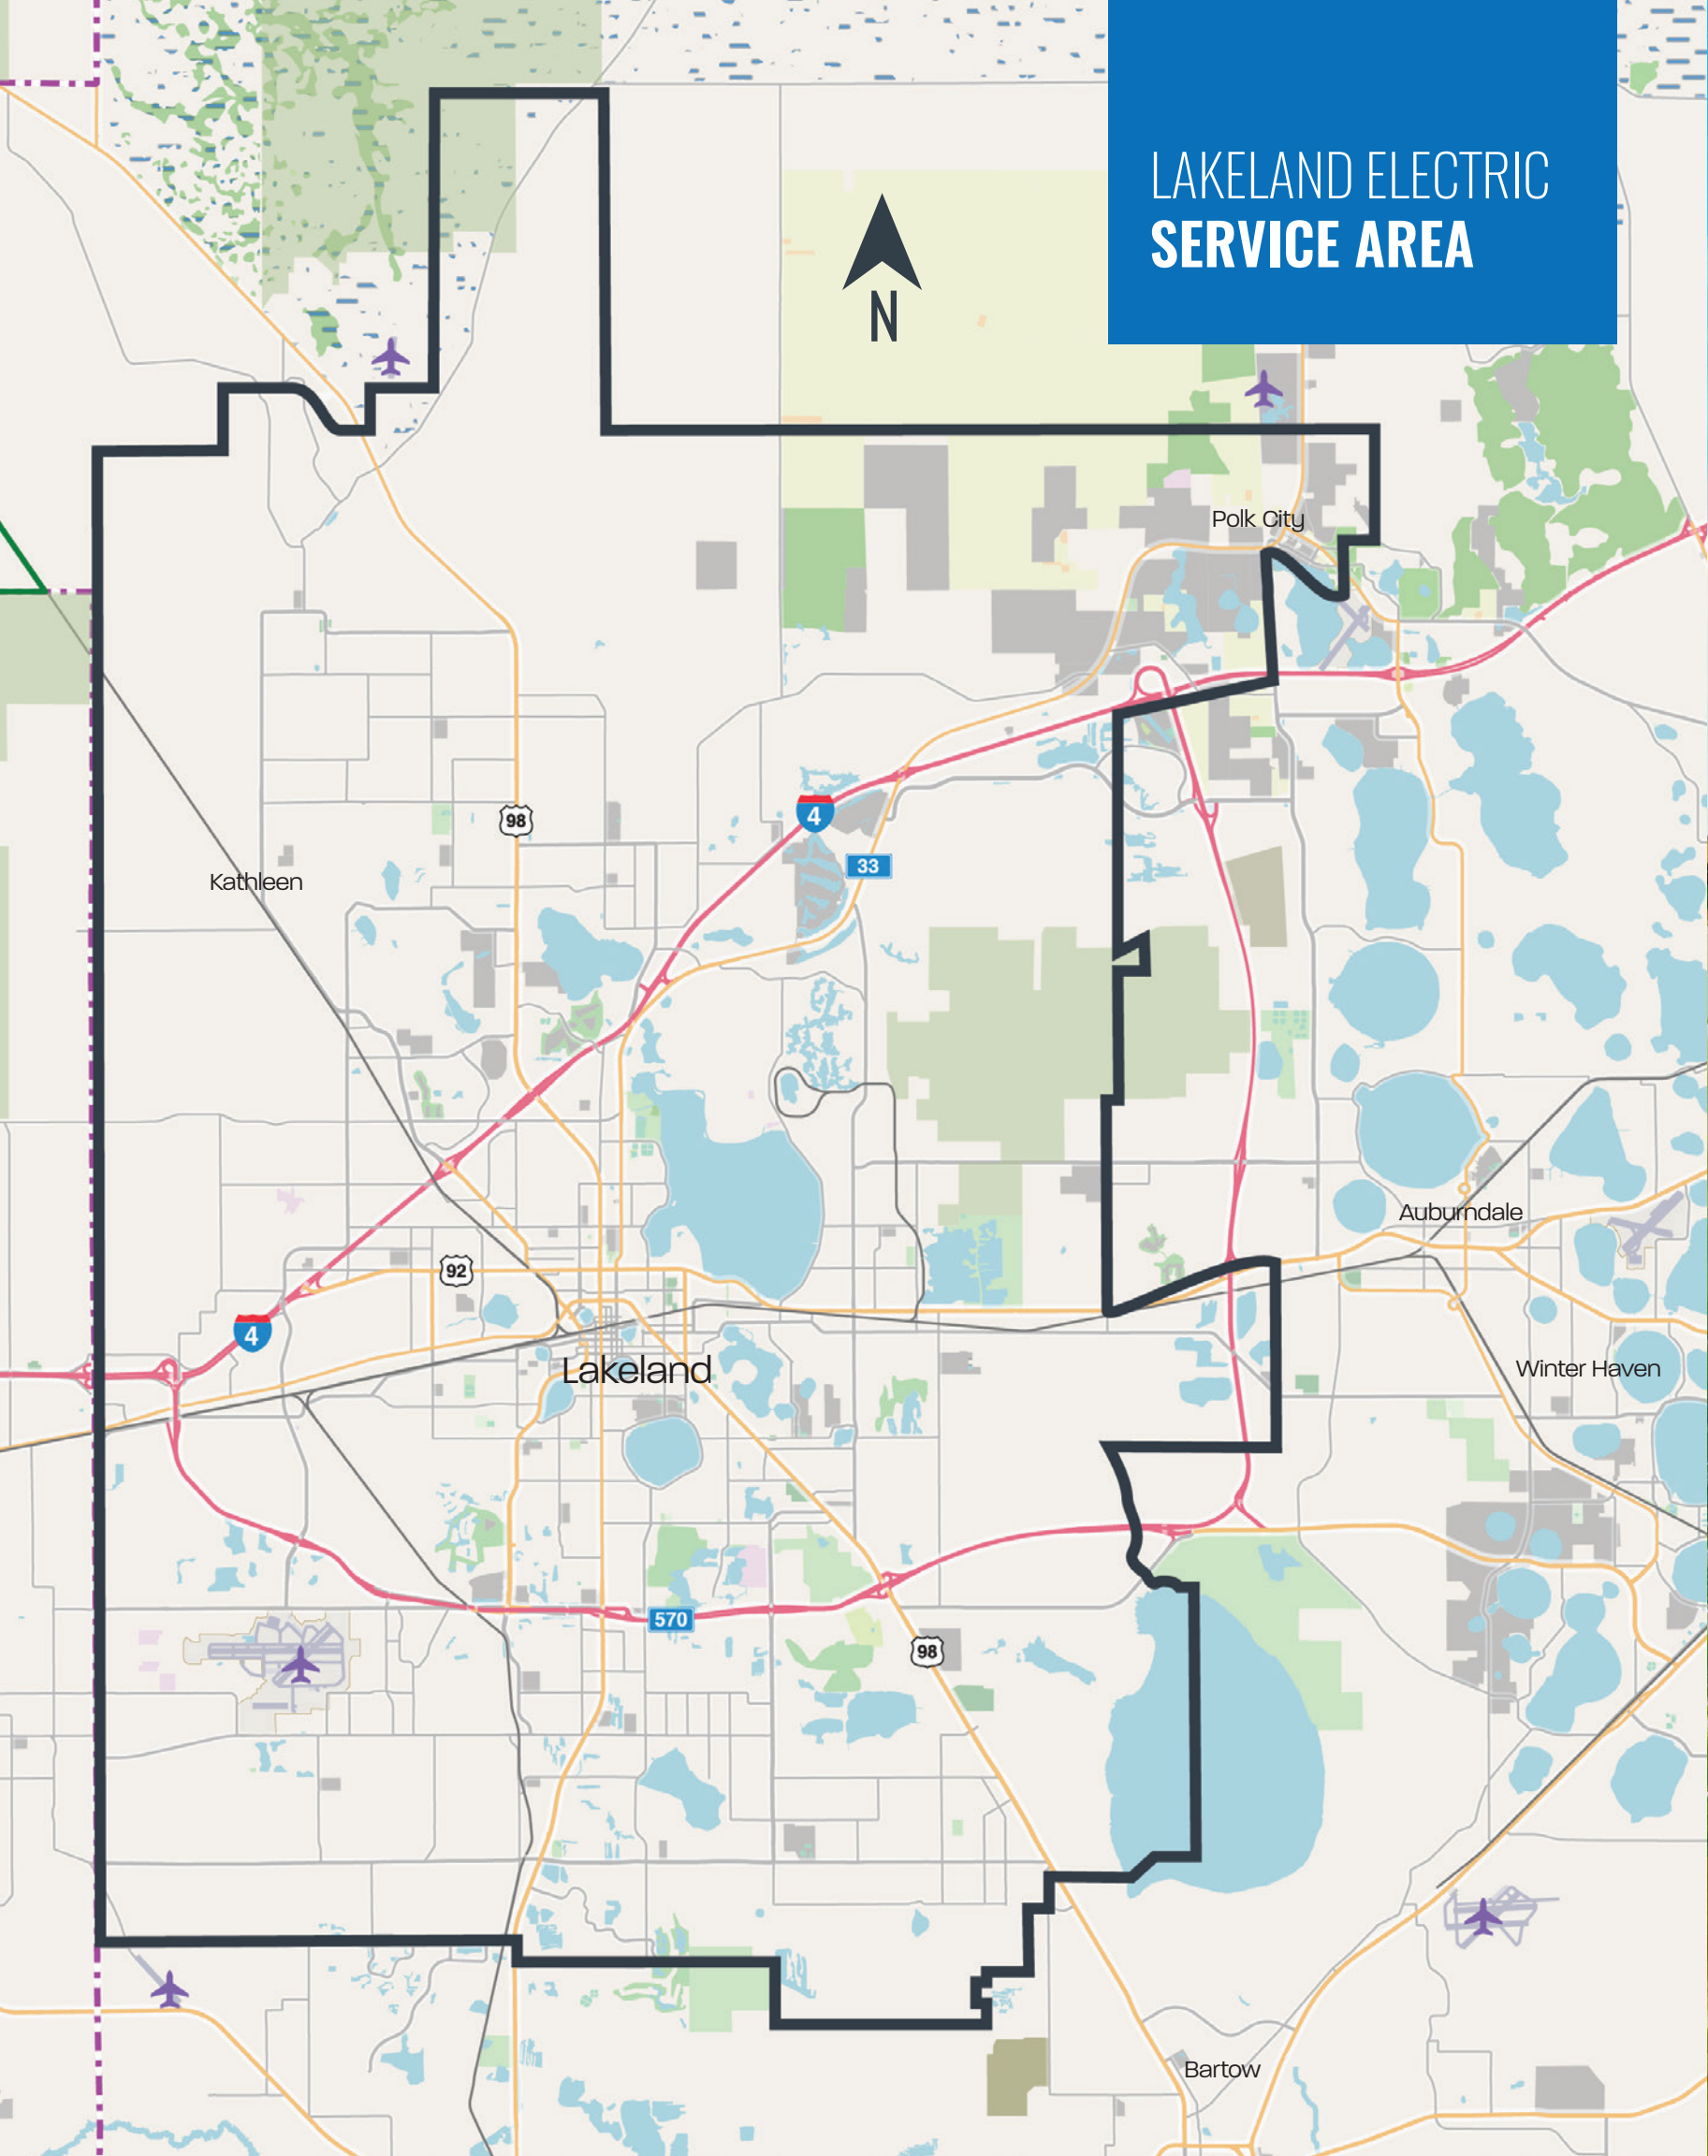 LAKELAND ELECTRIC
SERVICE AREA
N
Polk City
98
4
33
Kathleen
Auburndale
92
4
Lakeland
Winter Haven
570
98
Bartow